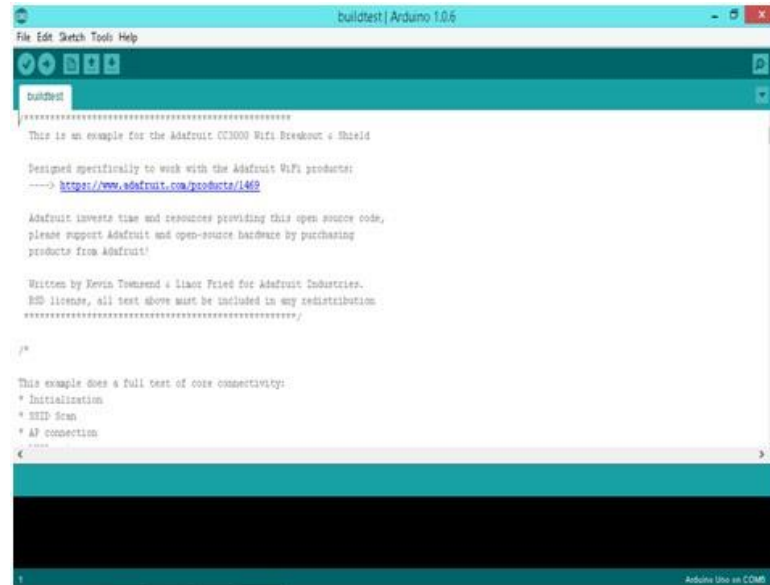 buildtest | Arduino 1.0.6
File Edit Sketch Tools Help
buildtest
/***************************************************
This is an example for the Adafruit CC3000 Wifi Breakout & Shield
Designed specifically to work with the Adafruit WiFi products:
----> https://www.adafruit.com/products/1469
Adafruit invests time and resources providing this open source code,
please support Adafruit and open-source hardware by purchasing
products from Adafruit!
Written by Kevin Townsend & Limor Fried for Adafruit Industries.
BSD license, all text above must be included in any redistribution
****************************************************/
/*
This example does a full test of core connectivity:
* Initialization
* SSID Scan
* AP connection
1
Arduino Uno on